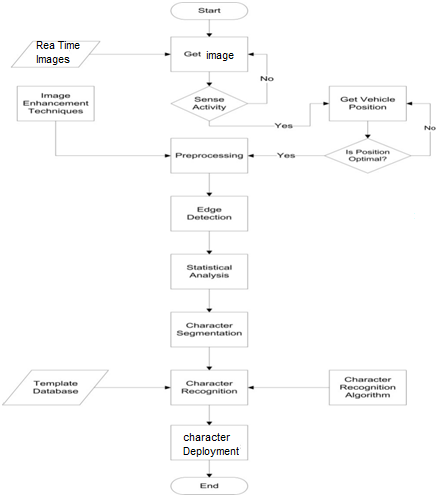 Start
Rea Time
Images
Get image
No
Sense
Activity
Yes
Get Vehicle
Position
No
Image
Enhancement
Techniques
Preprocessing
Yes
Is Position
Optimal?
Edge
Detection
Statistical
Analysis
Character
Segmentation
Template
Database
Character
Recognition
Character
Recognition
Algorithm
character
Deployment
End